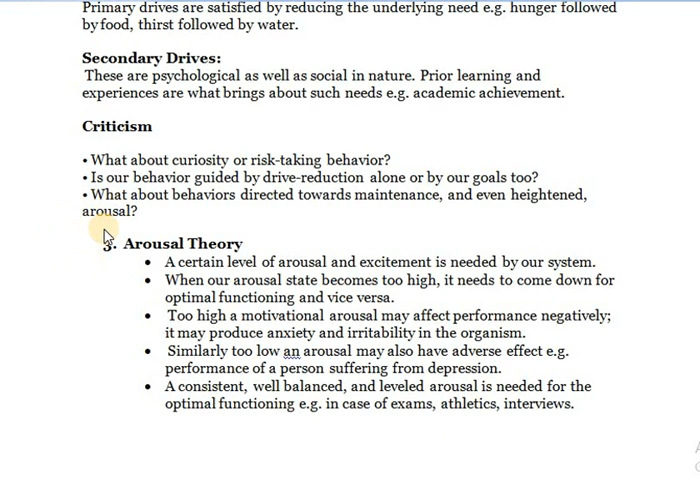 Primary drives are satisfied by reducing the underlying need e.g. hunger followed
by food, thirst followed by water.
Secondary Drives:
These are psychological as well as social in nature. Prior learning and
experiences are what brings about such needs e.g. academic achievement.
Criticism
• What about curiosity or risk-taking behavior?
• Is our behavior guided by drive-reduction alone or by our goals too?
• What about behaviors directed towards maintenance, and even heightened,
arousal?
3. Arousal Theory
• A certain level of arousal and excitement is needed by our system.
• When our arousal state becomes too high, it needs to come down for
optimal functioning and vice versa.
• Too high a motivational arousal may affect performance negatively;
it may produce anxiety and irritability in the organism.
• Similarly too low an arousal may also have adverse effect e.g.
performance of a person suffering from depression.
• A consistent, well balanced, and leveled arousal is needed for the
optimal functioning e.g. in case of exams, athletics, interviews.